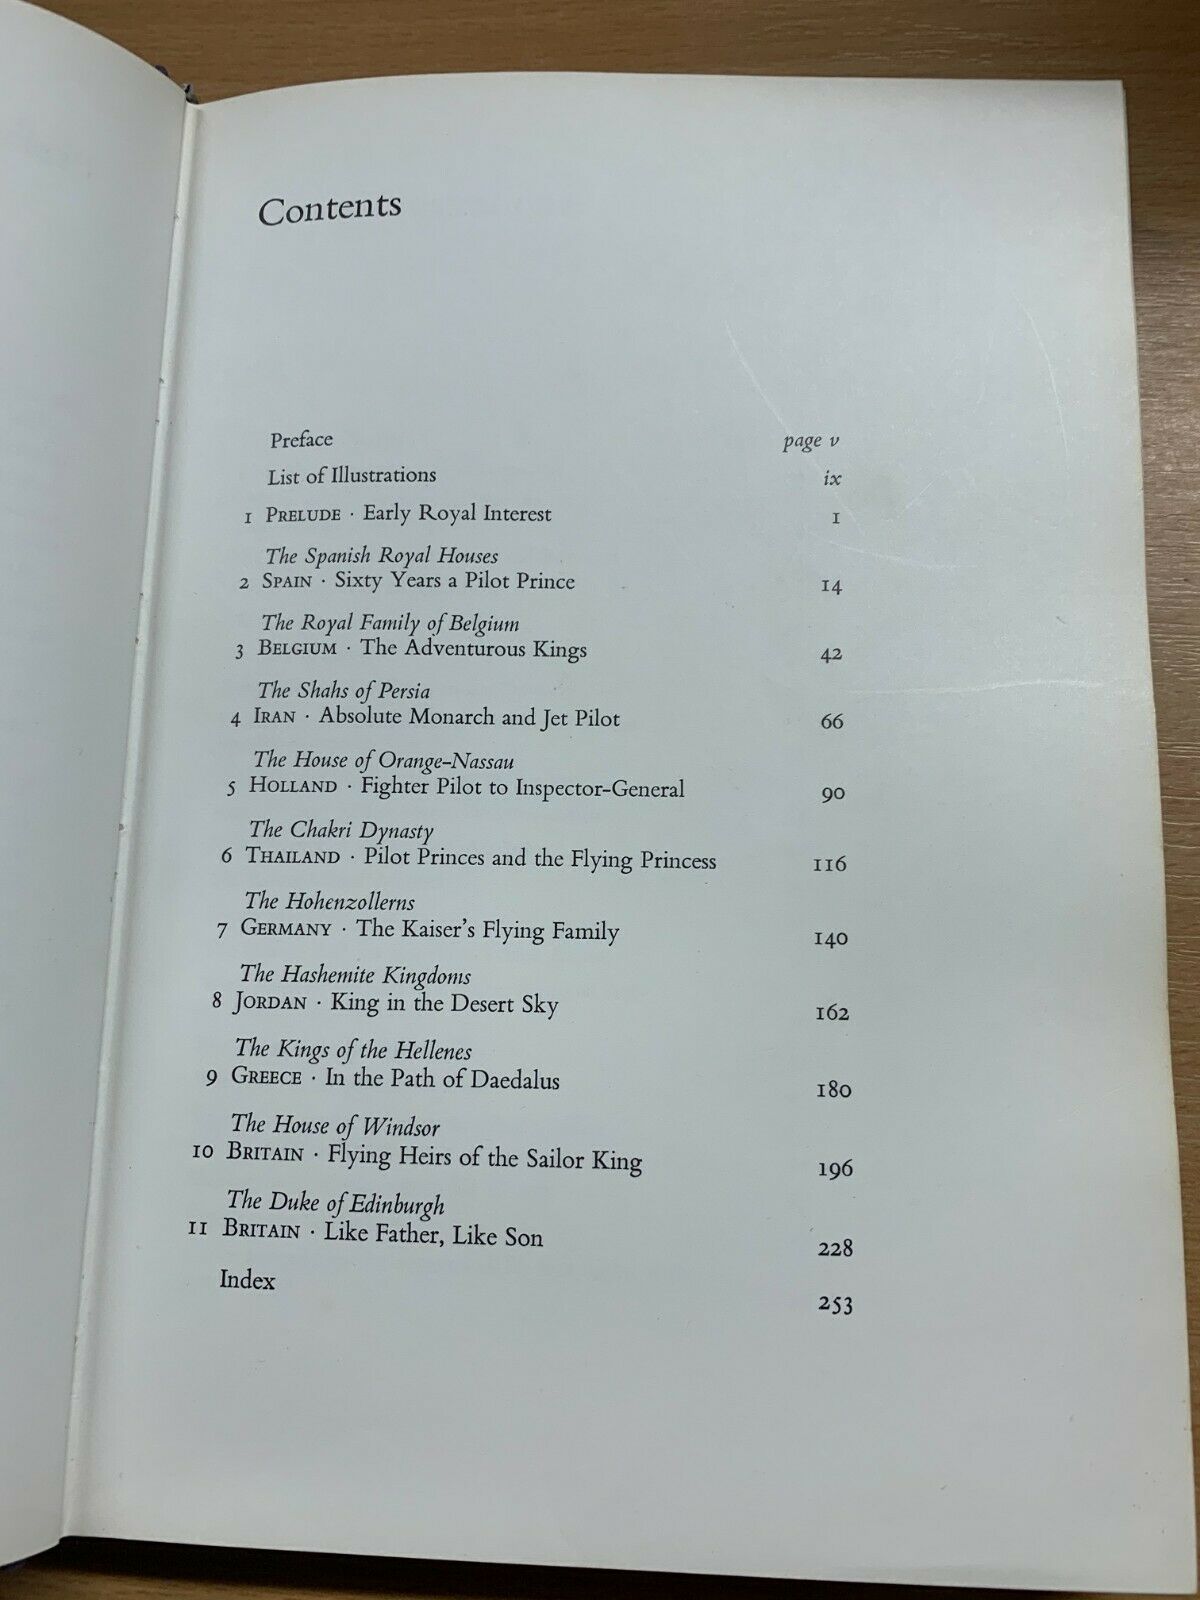 Contents
Preface page v
List of Illustrations ix
1 PRELUDE · Early Royal Interest 1
The Spanish Royal Houses
2 SPAIN · Sixty Years a Pilot Prince 14
The Royal Family of Belgium
3 BELGIUM · The Adventurous Kings 42
The Shahs of Persia
4 IRAN · Absolute Monarch and Jet Pilot 66
The House of Orange-Nassau
5 HOLLAND · Fighter Pilot to Inspector-General 90
The Chakri Dynasty
6 THAILAND · Pilot Princes and the Flying Princess 116
The Hohenzollerns
7 GERMANY · The Kaiser's Flying Family 140
The Hashemite Kingdoms
8 JORDAN · King in the Desert Sky 162
The Kings of the Hellenes
9 GREECE · In the Path of Daedalus 180
The House of Windsor
10 BRITAIN · Flying Heirs of the Sailor King 196
The Duke of Edinburgh
11 BRITAIN · Like Father, Like Son 228
Index 253